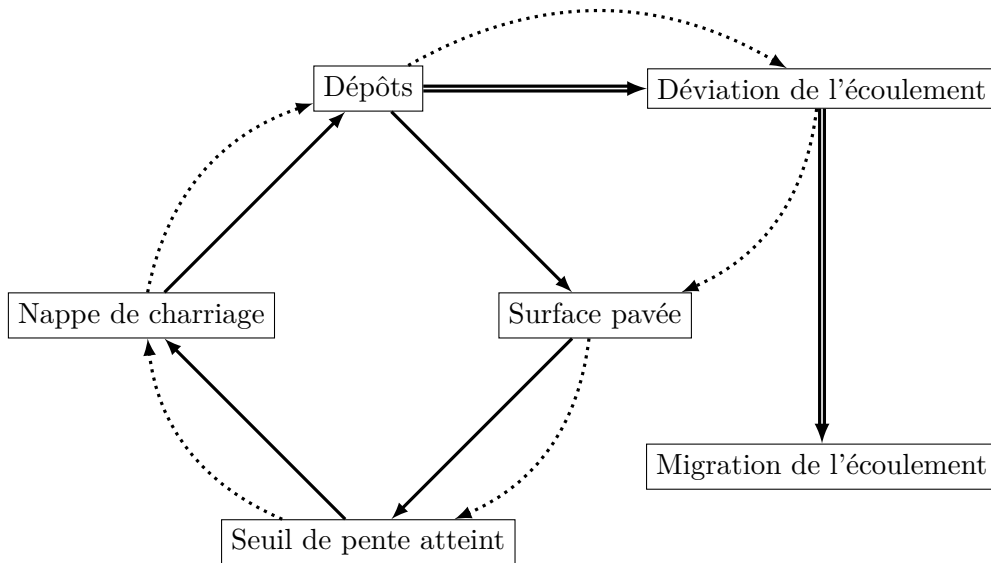 Dépôts
Déviation de l'écoulement
Nappe de charriage
Surface pavée
Migration de l'écoulement
Seuil de pente atteint